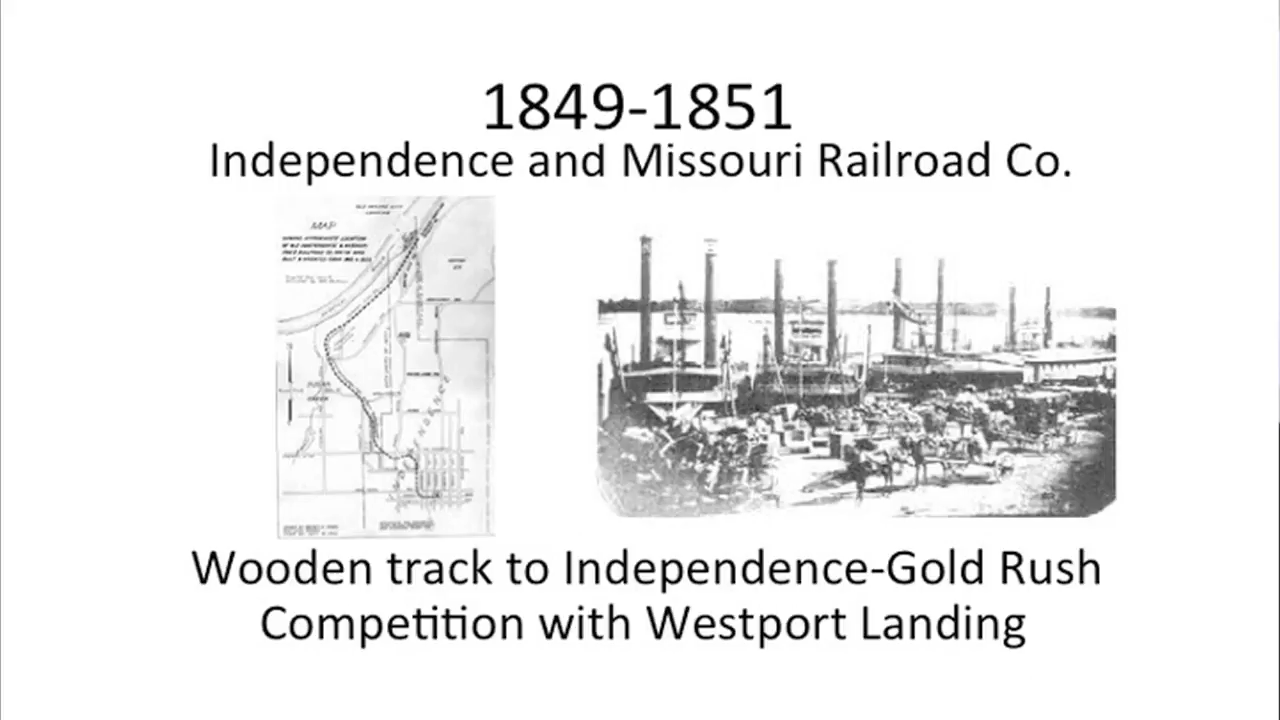 1849-1851
Independence and Missouri Railroad Co.
MAP
Wooden track to Independence-Gold Rush
Competition with Westport Landing